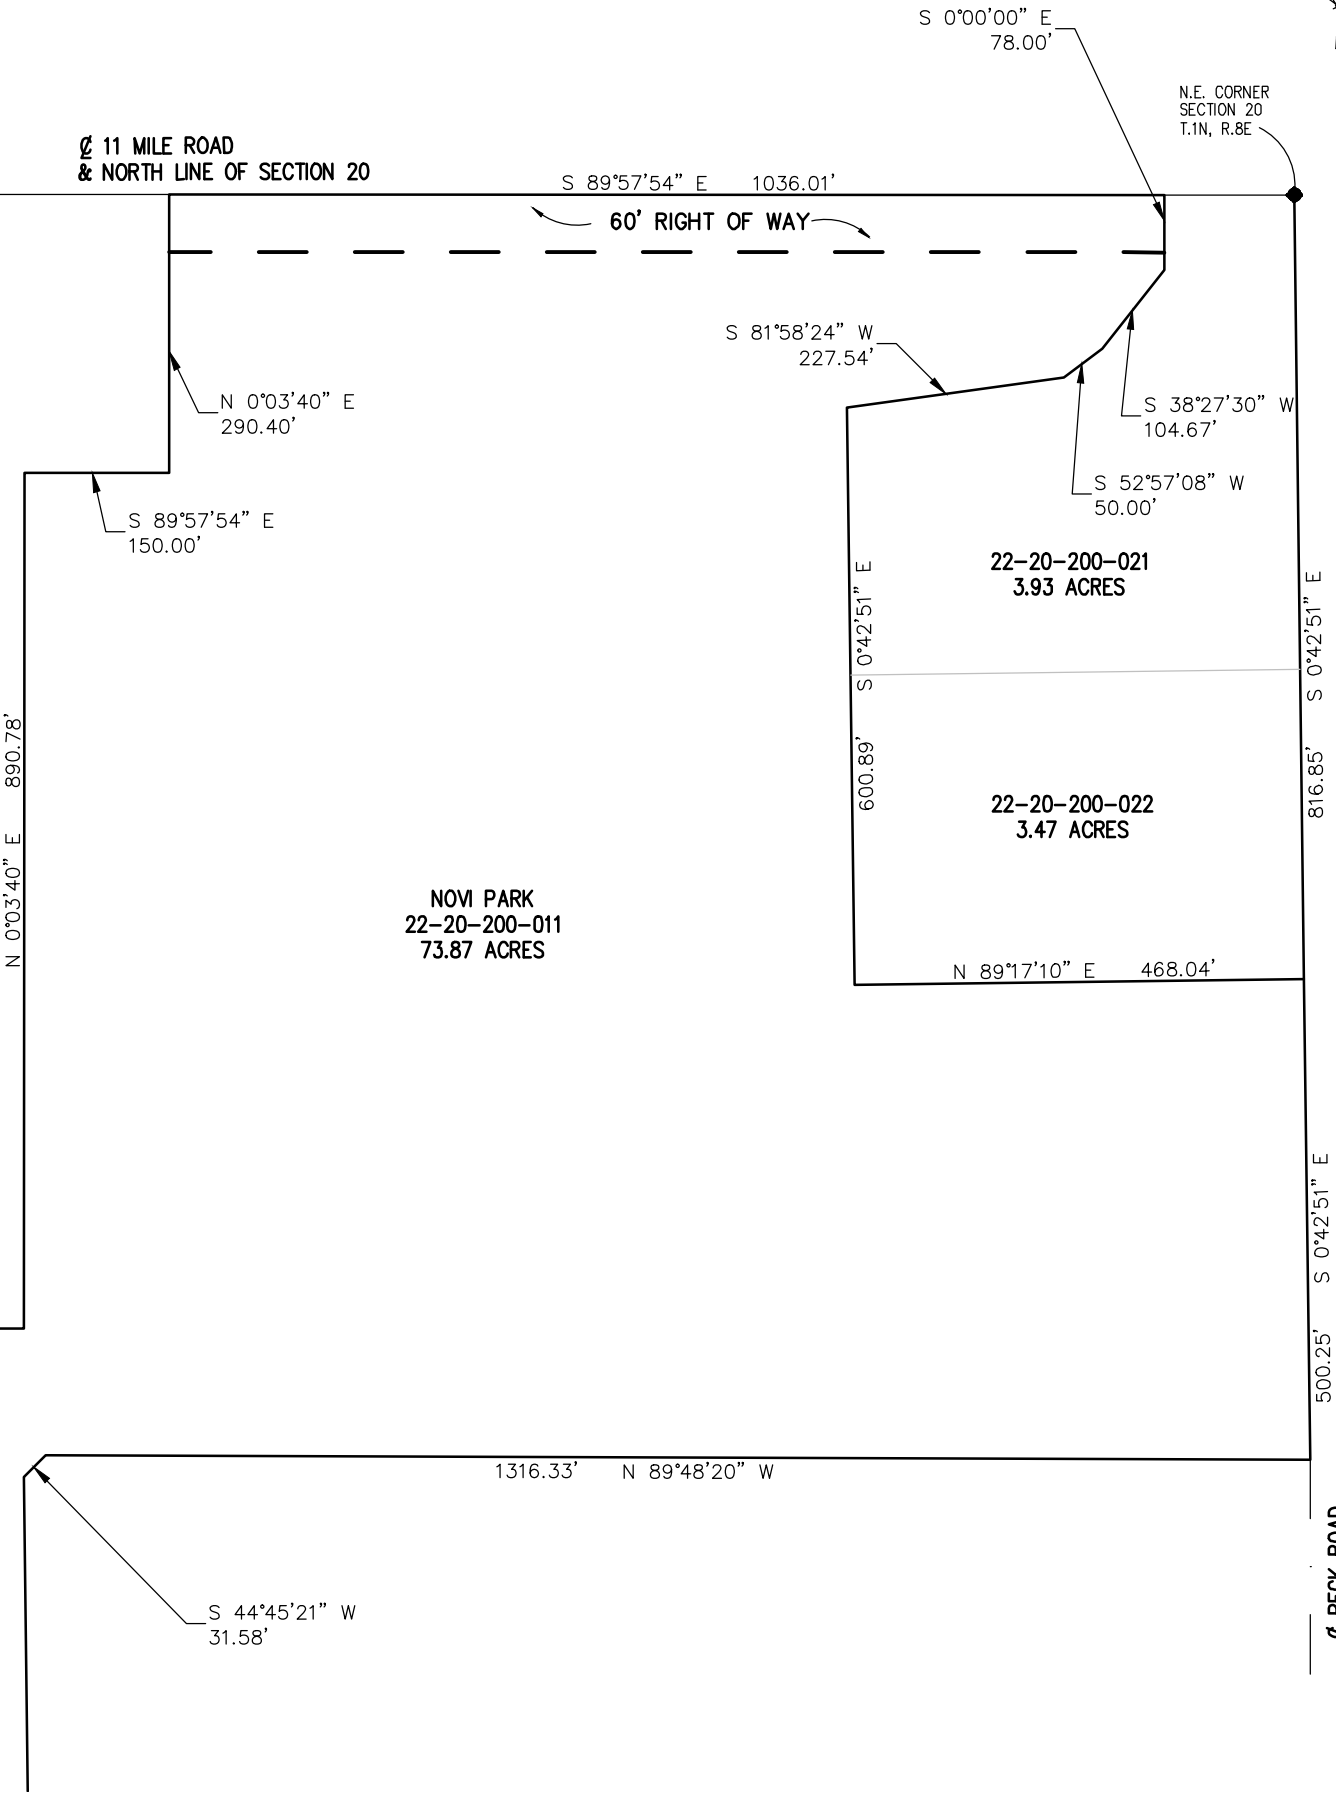 S 0°00'00" E
78.00'
N.E. CORNER
SECTION 20
T.1N, R.8E
℄ 11 MILE ROAD
& NORTH LINE OF SECTION 20
S 89°57'54" E 1036.01'
60' RIGHT OF WAY
S 81°58'24" W
227.54'
N 0°03'40" E
290.40'
S 38°27'30" W
104.67'
S 52°57'08" W
50.00'
S 89°57'54" E
150.00'
22-20-200-021
3.93 ACRES
S 0°42'51" E
600.89'
S 0°42'51" E
816.85'
N 0°03'40" E 890.78'
22-20-200-022
3.47 ACRES
NOVI PARK
22-20-200-011
73.87 ACRES
N 89°17'10" E 468.04'
S 0°42'51" E
500.25'
1316.33' N 89°48'20" W
S 44°45'21" W
31.58'
℄ BECK ROAD